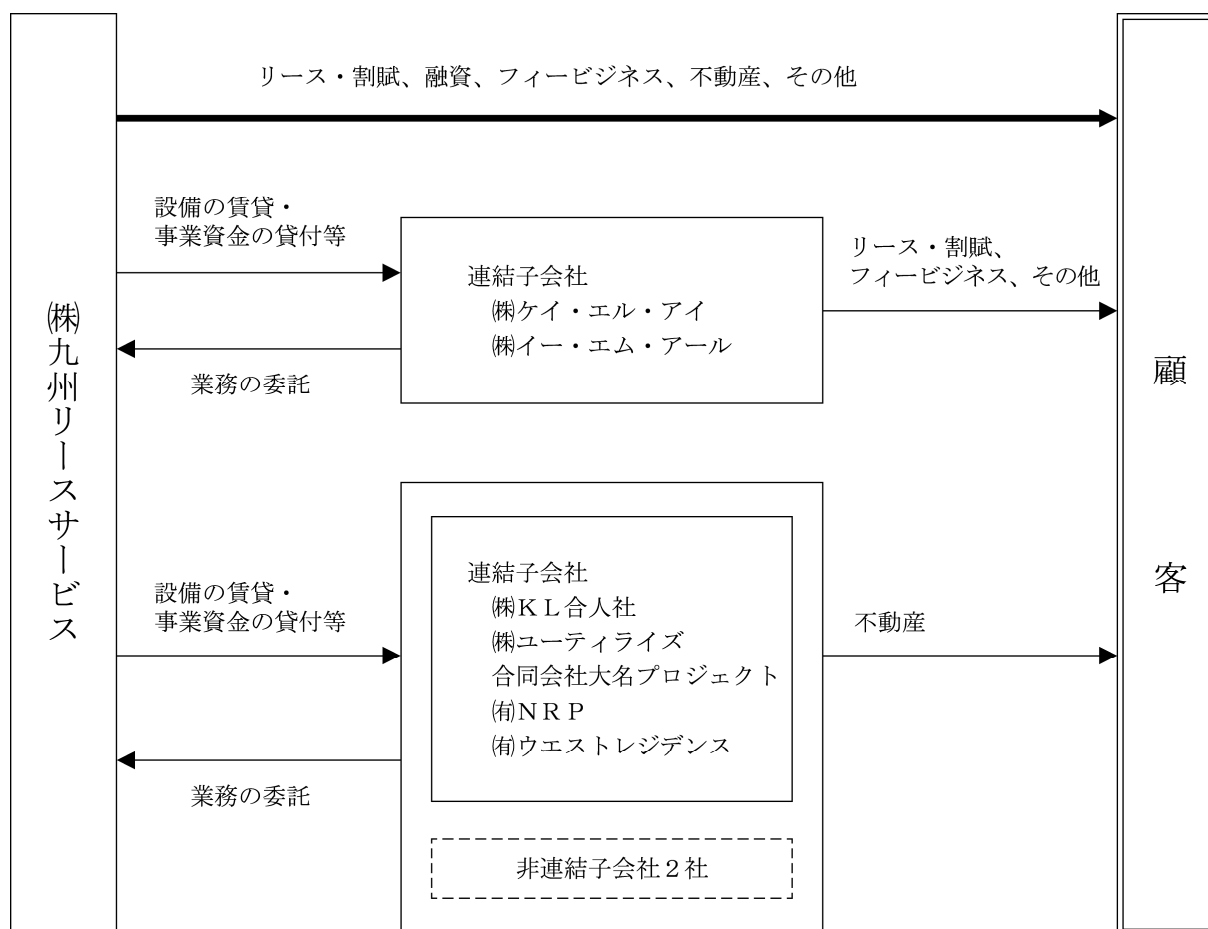 リース・割賦、融資、フィービジネス、不動産、その他
㈱九州リースサービス
設備の賃貸・
事業資金の貸付等
業務の委託
連結子会社
㈱ケイ・エル・アイ
㈱イー・エム・アール
リース・割賦、
フィービジネス、その他
顧客
設備の賃貸・
事業資金の貸付等
業務の委託
連結子会社
㈱ＫＬ合人社
㈱ユーティライズ
合同会社大名プロジェクト
㈲ＮＲＰ
㈲ウエストレジデンス
非連結子会社２社
不動産